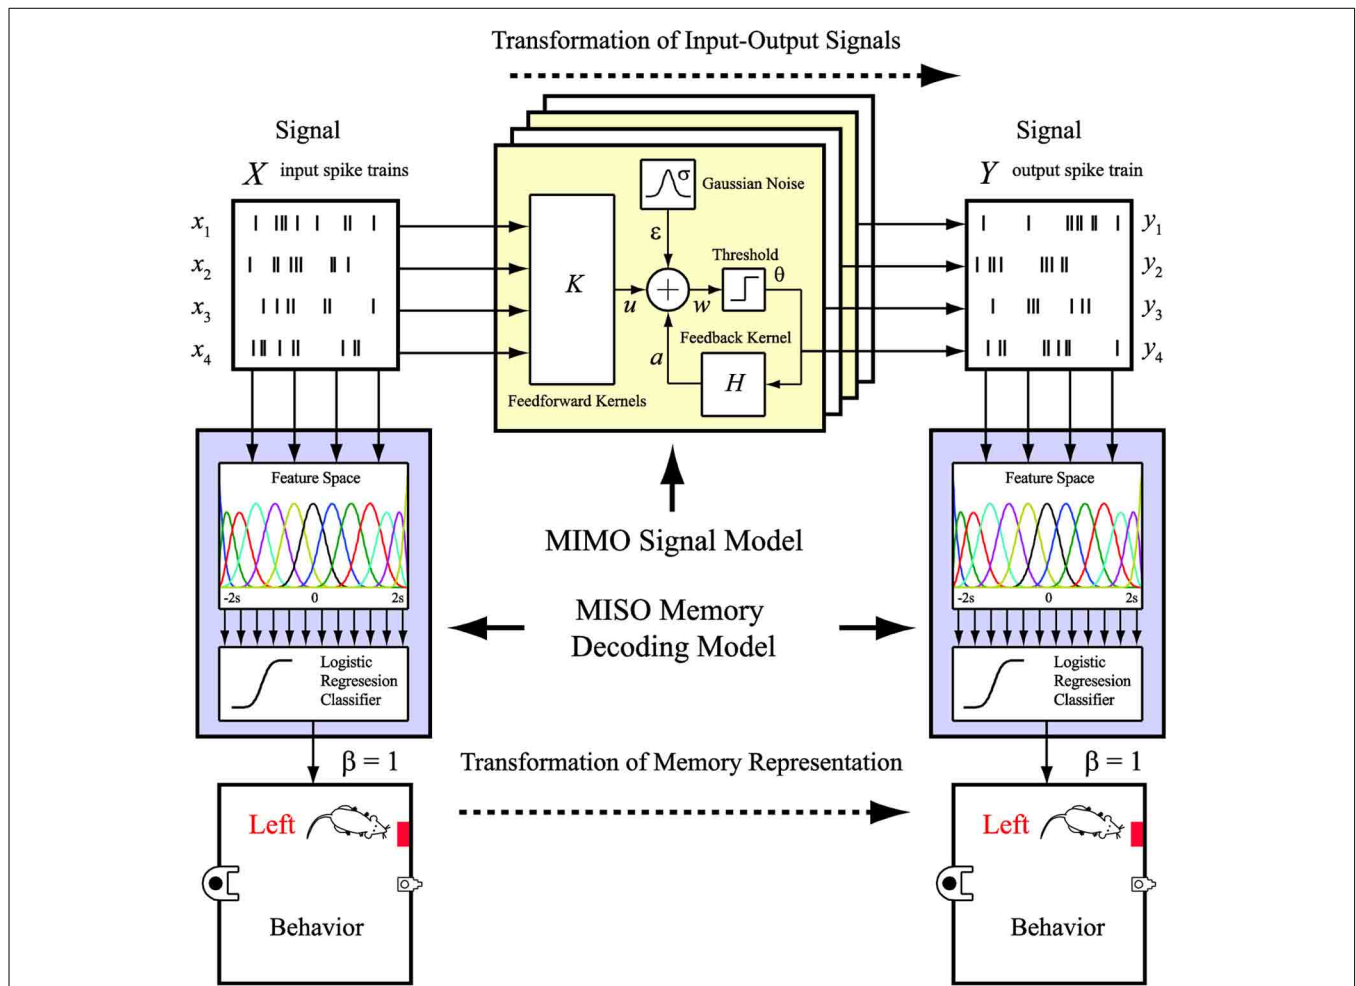 Transformation of Input-Output Signals
Signal
X input spike trains
x1
x2
x3
x4
K
Feedforward Kernels
σ
Gaussian Noise
ε
u
+
w
Threshold
θ
Feedback Kernel
a
H
Signal
Y output spike train
y1
y2
y3
y4
MIMO Signal Model
MISO Memory
Decoding Model
Feature Space
-2s 0 2s
Logistic
Regresesion
Classifier
β = 1
Left
Behavior
Transformation of Memory Representation
Feature Space
-2s 0 2s
Logistic
Regresesion
Classifier
β = 1
Left
Behavior